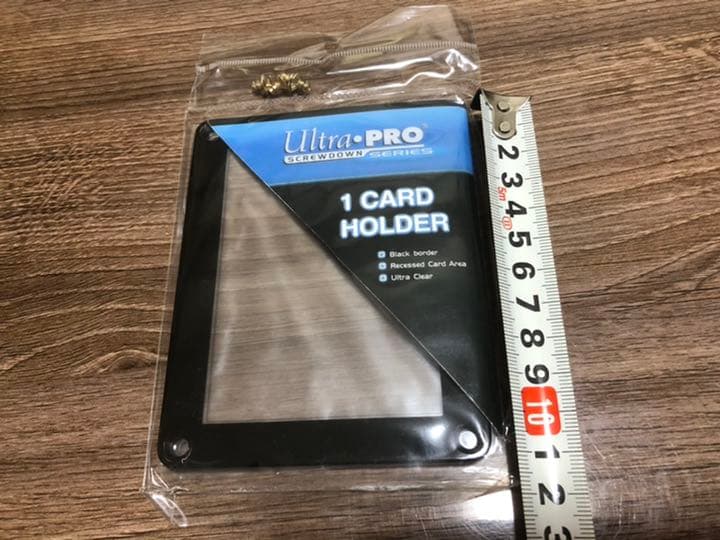 Ultra•PRO
SCREWDOWN SERIES
1 CARD
HOLDER
Black border
Recessed Card Area
Ultra Clear
2
3
5m
4
5
6
7
8
9
10
1
2
3